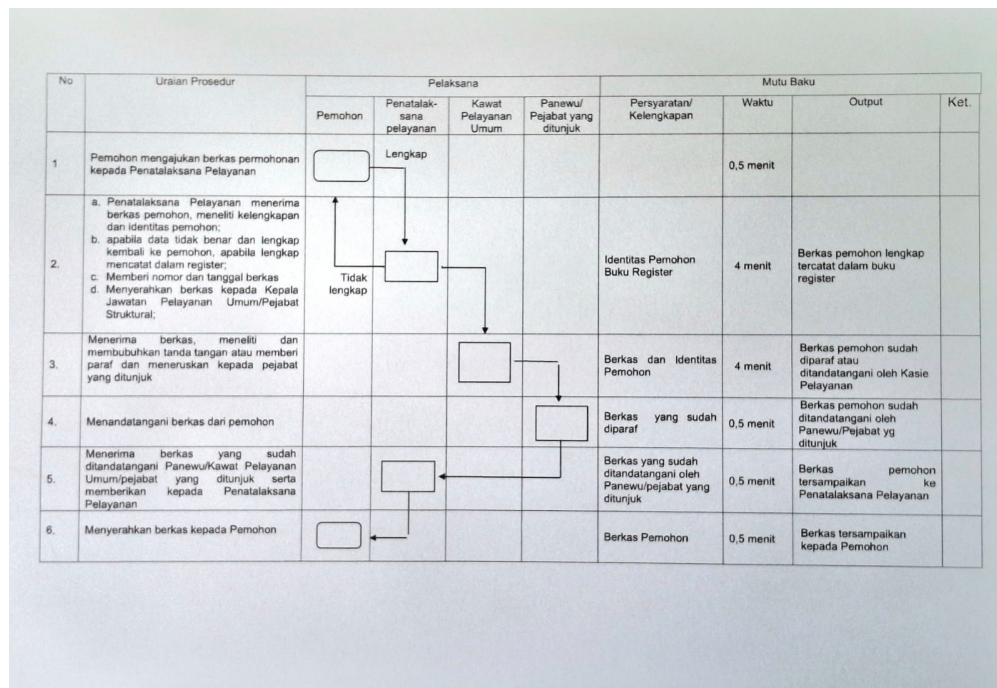 No Uraian Prosedur Pelaksana Mutu Baku
Pemohon Penatalak-
sana
pelayanan
Kawat
Pelayanan
Umum
Panewu/
Pejabat yang
ditunjuk
Persyaratan/
Kelengkapan
Waktu Output Ket.
1
Pemohon mengajukan berkas permohonan
kepada Penatalaksana Pelayanan
Lengkap
0,5 menit
2.
a. Penatalaksana Pelayanan menerima
berkas pemohon, meneliti kelengkapan
dan identitas pemohon;
b. apabila data tidak benar dan lengkap
kembali ke pemohon, apabila lengkap
mencatat dalam register;
c. Memberi nomor dan tanggal berkas
d. Menyerahkan berkas kepada Kepala
Jawatan Pelayanan Umum/Pejabat
Struktural;
Tidak
lengkap
Identitas Pemohon
Buku Register
4 menit
Berkas pemohon lengkap
tercatat dalam buku
register
3.
Menerima berkas, meneliti dan
membubuhkan tanda tangan atau memberi
paraf dan meneruskan kepada pejabat
yang ditunjuk
Berkas dan Identitas
Pemohon
4 menit
Berkas pemohon sudah
diparaf atau
ditandatangani oleh Kasie
Pelayanan
4.
Menandatangani berkas dari pemohon
Berkas yang sudah
diparaf
0,5 menit
Berkas pemohon sudah
ditandatangani oleh
Panewu/Pejabat yg
ditunjuk
5.
Menerima berkas yang sudah
ditandatangani Panewu/Kawat Pelayanan
Umum/pejabat yang ditunjuk serta
memberikan kepada Penatalaksana
Pelayanan
Berkas yang sudah
ditandatangani oleh
Panewu/pejabat yang
ditunjuk
0,5 menit
Berkas pemohon
tersampaikan ke
Penatalaksana Pelayanan
6.
Menyerahkan berkas kepada Pemohon
Berkas Pemohon
0,5 menit
Berkas tersampaikan
kepada Pemohon